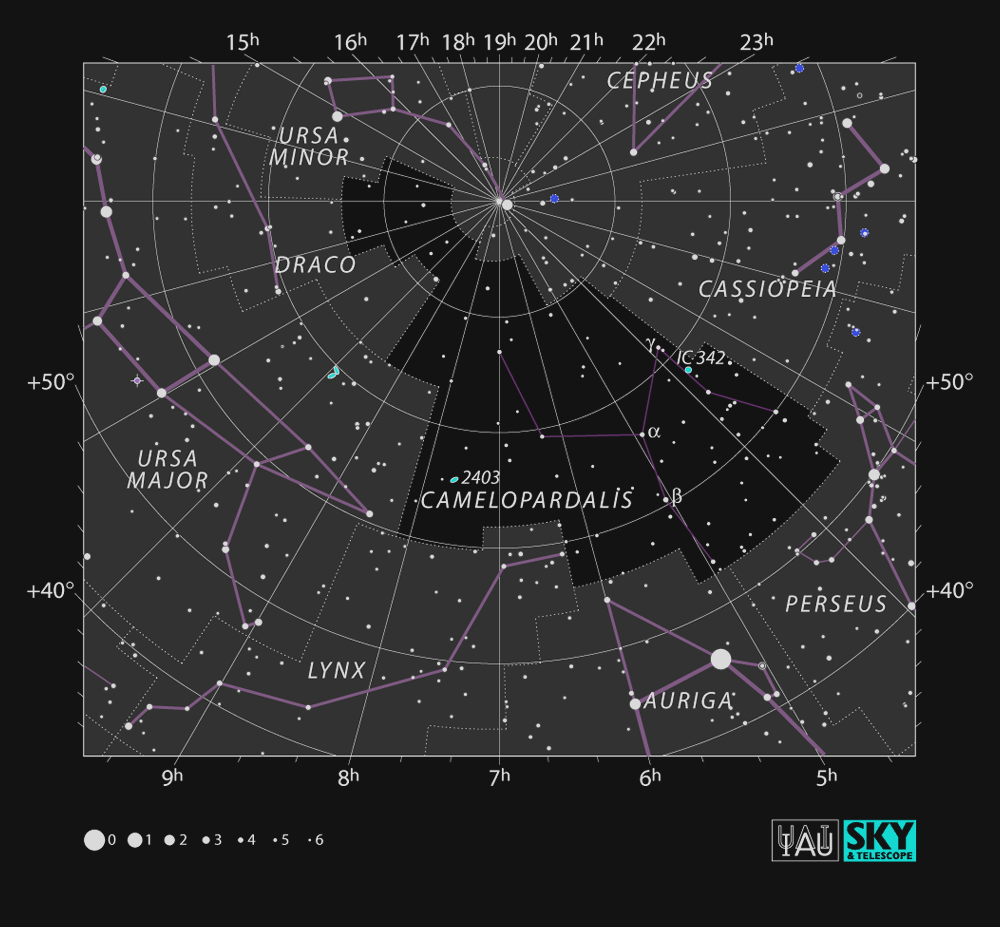 15h 16h 17h 18h 19h 20h 21h 22h 23h
CEPHEUS
URSA
MINOR
DRACO
CASSIOPEIA
γ IC 342
+50° +50°
α
URSA
MAJOR
2403 β
CAMELOPARDALIS
+40° +40°
PERSEUS
LYNX
AURIGA
9h 8h 7h 6h 5h
0 1 2 3 4 5 6
IAU SKY
& TELESCOPE